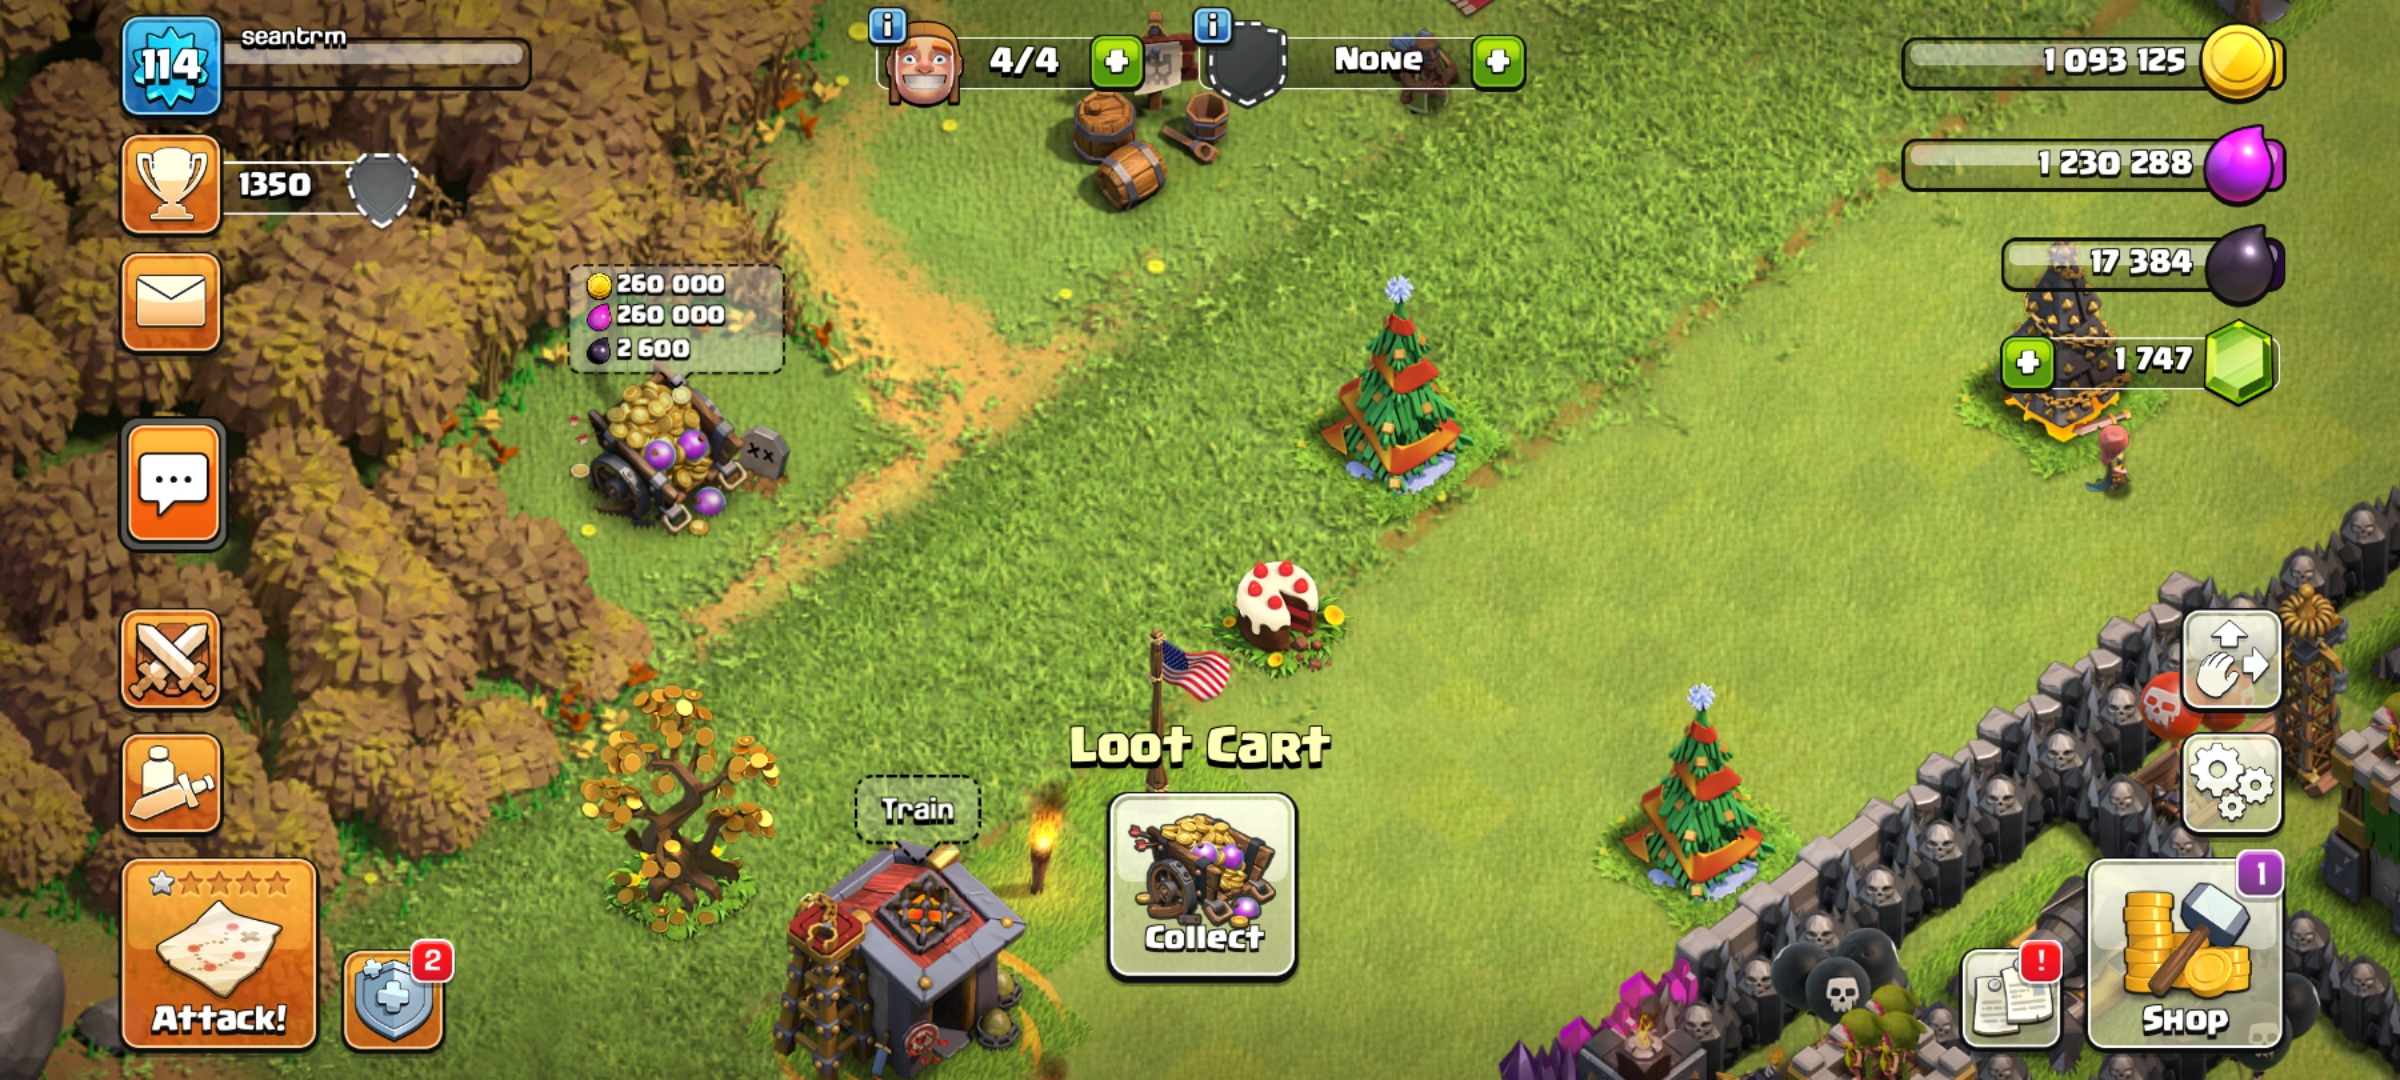 114
seantrm
4/4
None
1 093 125
1350
1 230 288
17 384
1 747
260 000
260 000
2 600
Loot Cart
Train
Collect
Attack!
2
1
!
Shop